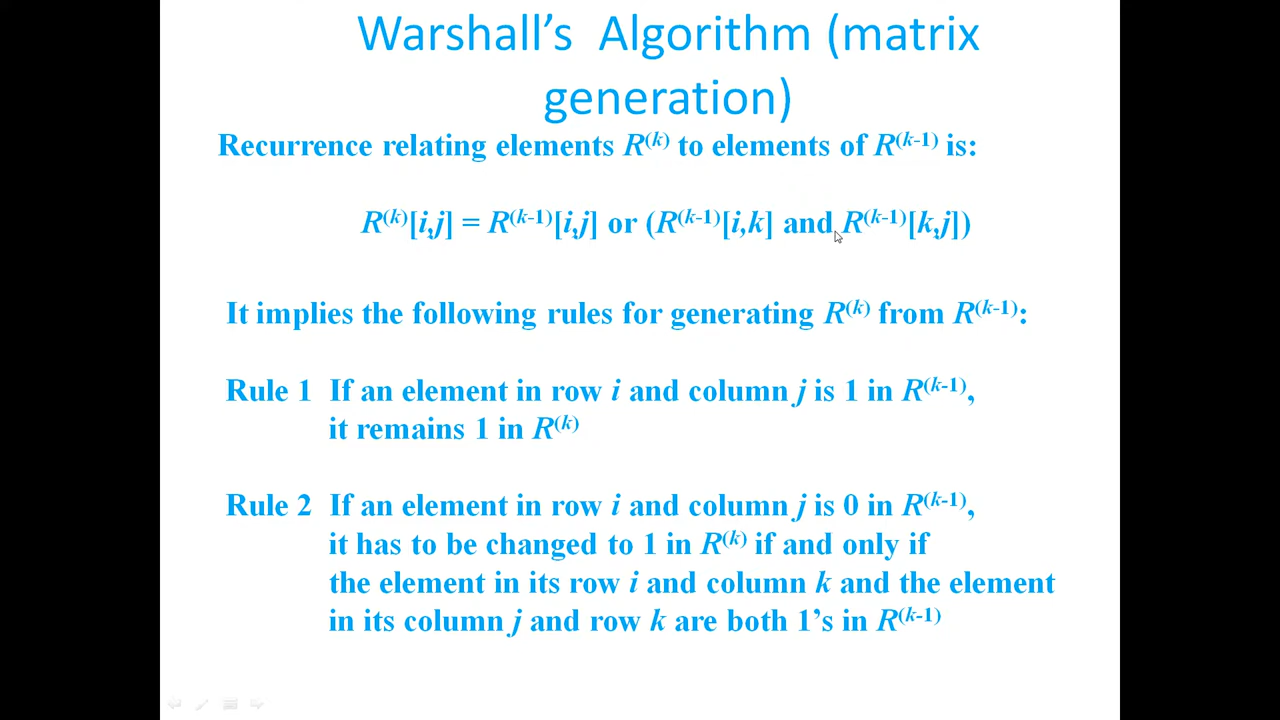 Warshall’s Algorithm (matrix
generation)
Recurrence relating elements R(k) to elements of R(k-1) is:
R(k)[i,j] = R(k-1)[i,j] or (R(k-1)[i,k] and R(k-1)[k,j])
It implies the following rules for generating R(k) from R(k-1):
Rule 1 If an element in row i and column j is 1 in R(k-1),
it remains 1 in R(k)
Rule 2 If an element in row i and column j is 0 in R(k-1),
it has to be changed to 1 in R(k) if and only if
the element in its row i and column k and the element
in its column j and row k are both 1’s in R(k-1)